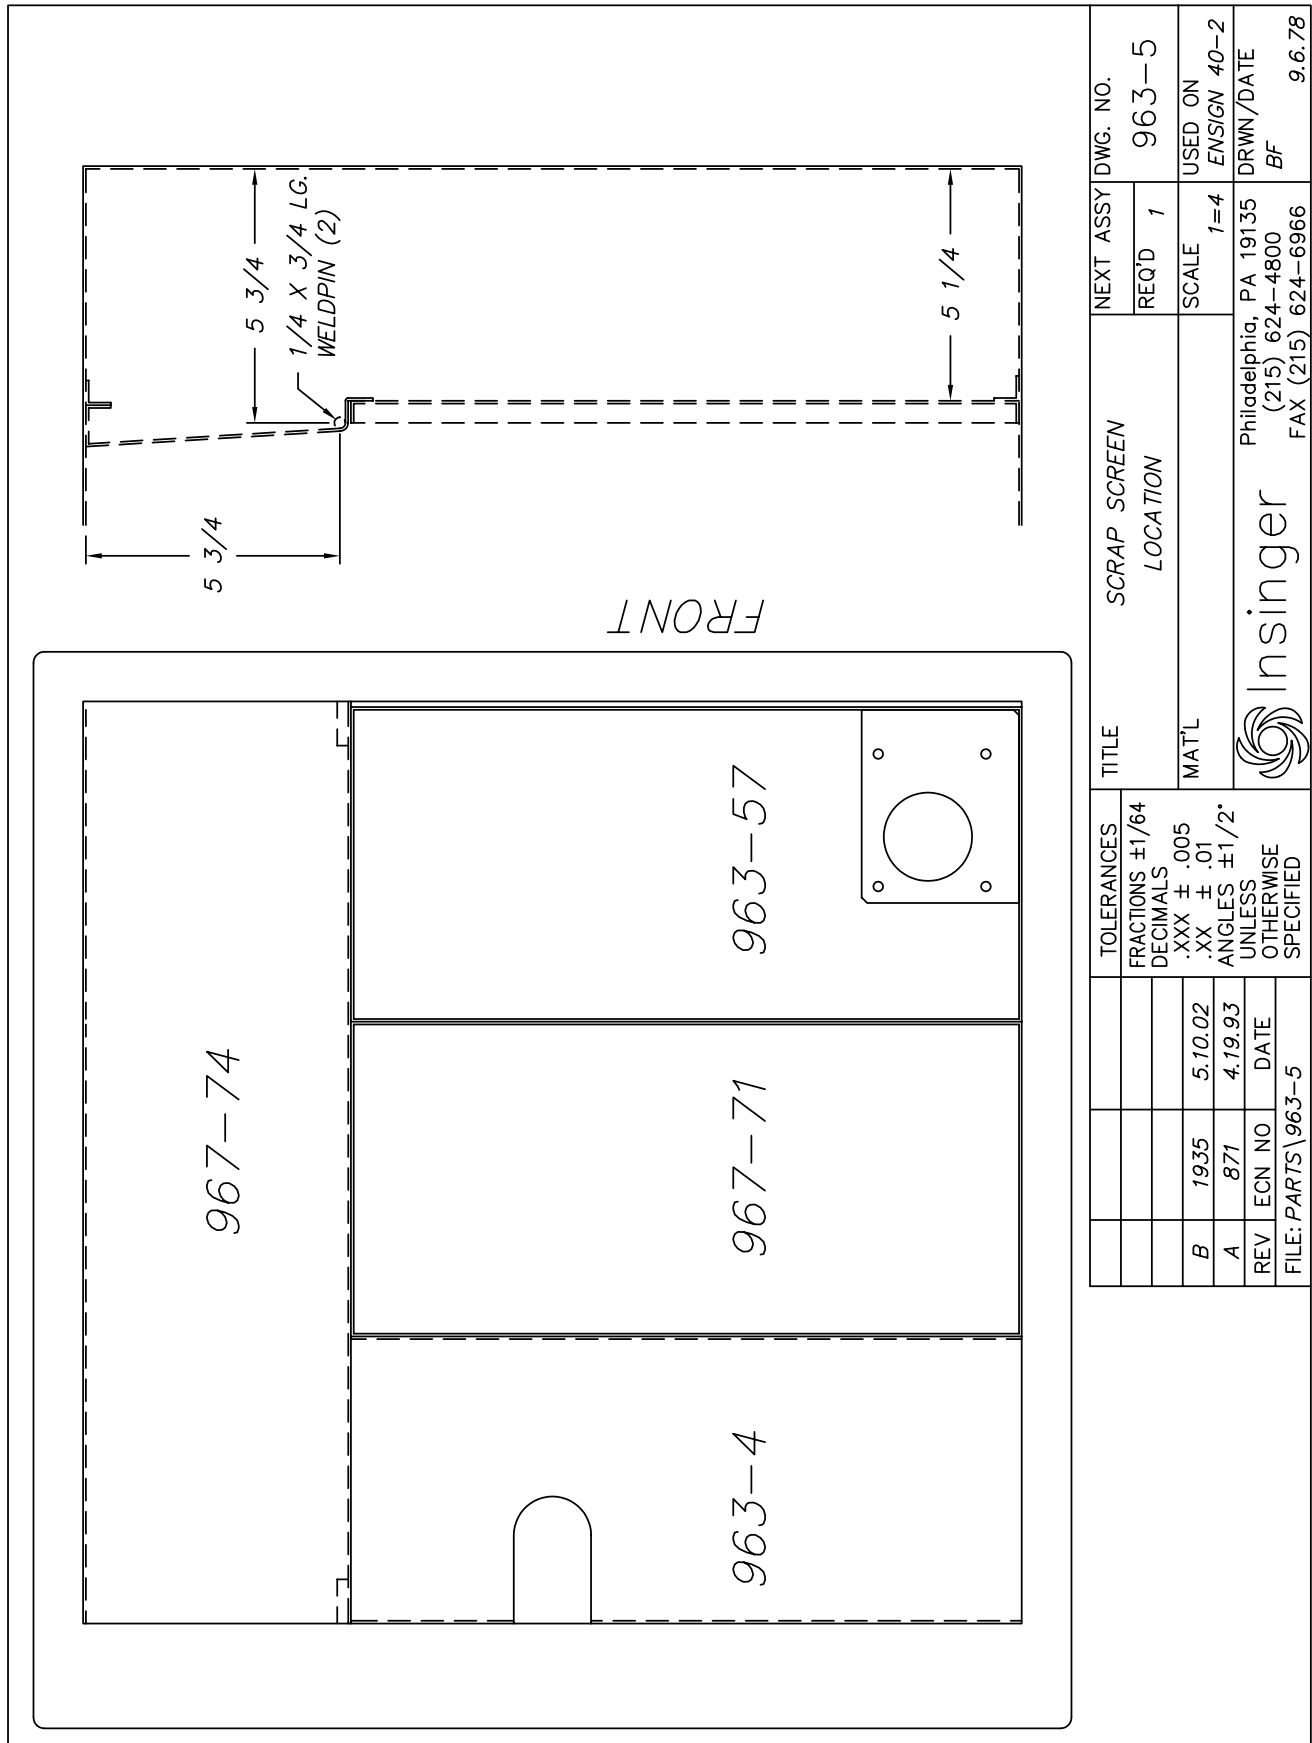 967-74
963-4
967-71
963-57
FRONT
5 3/4
5 3/4
1/4 X 3/4 LG.
WELDPIN (2)
5 1/4
B 1935 5.10.02
A 871 4.19.93
REV ECN NO DATE
FILE: PARTS\963-5
TOLERANCES
FRACTIONS ±1/64
DECIMALS
.XXX ± .005
.XX ± .01
ANGLES ±1/2°
UNLESS
OTHERWISE
SPECIFIED
TITLE
SCRAP SCREEN
LOCATION
MAT'L
Insinger
Philadelphia, PA 19135
(215) 624-4800
FAX (215) 624-6966
NEXT ASSY
REQ'D 1
SCALE
1=4
DWG. NO.
963-5
USED ON
ENSIGN 40-2
DRWN/DATE
BF 9.6.78